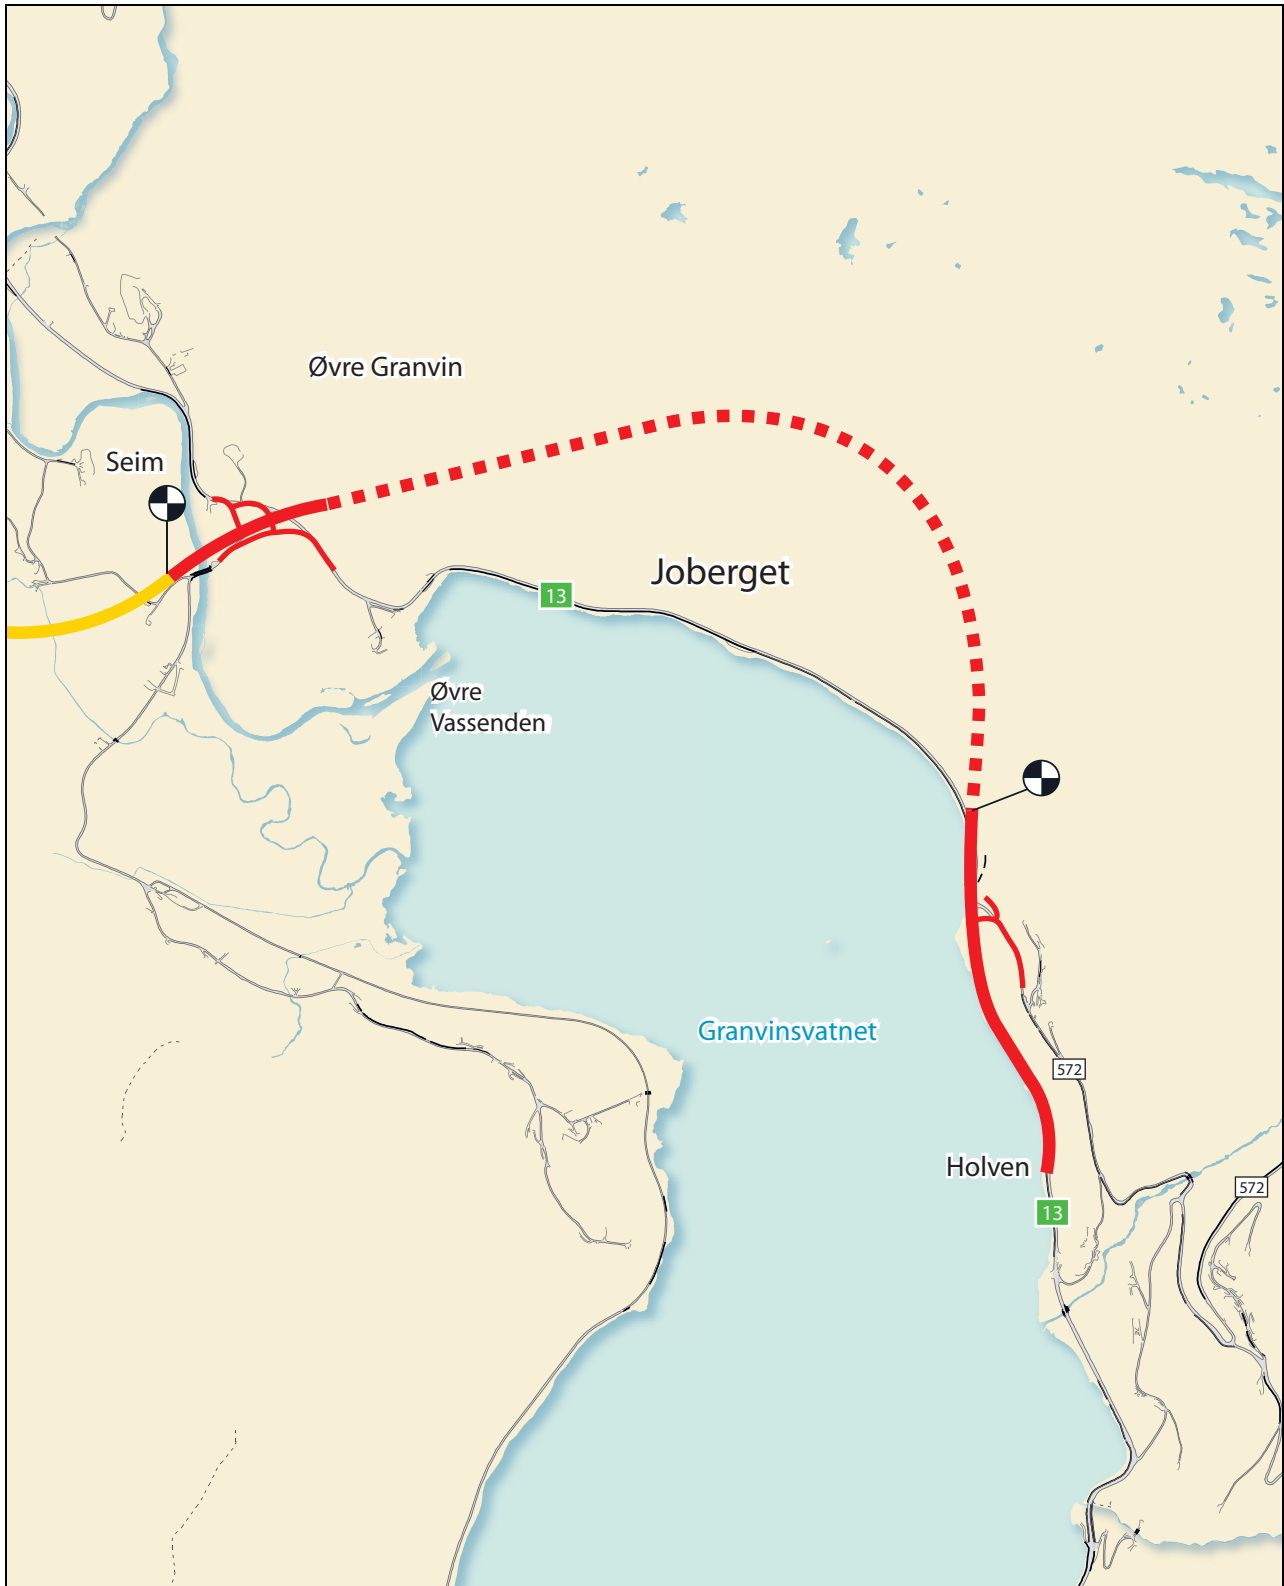 Øvre Granvin
Seim
Joberget
13
Øvre
Vassenden
Granvinsvatnet
572
Holven
572
13